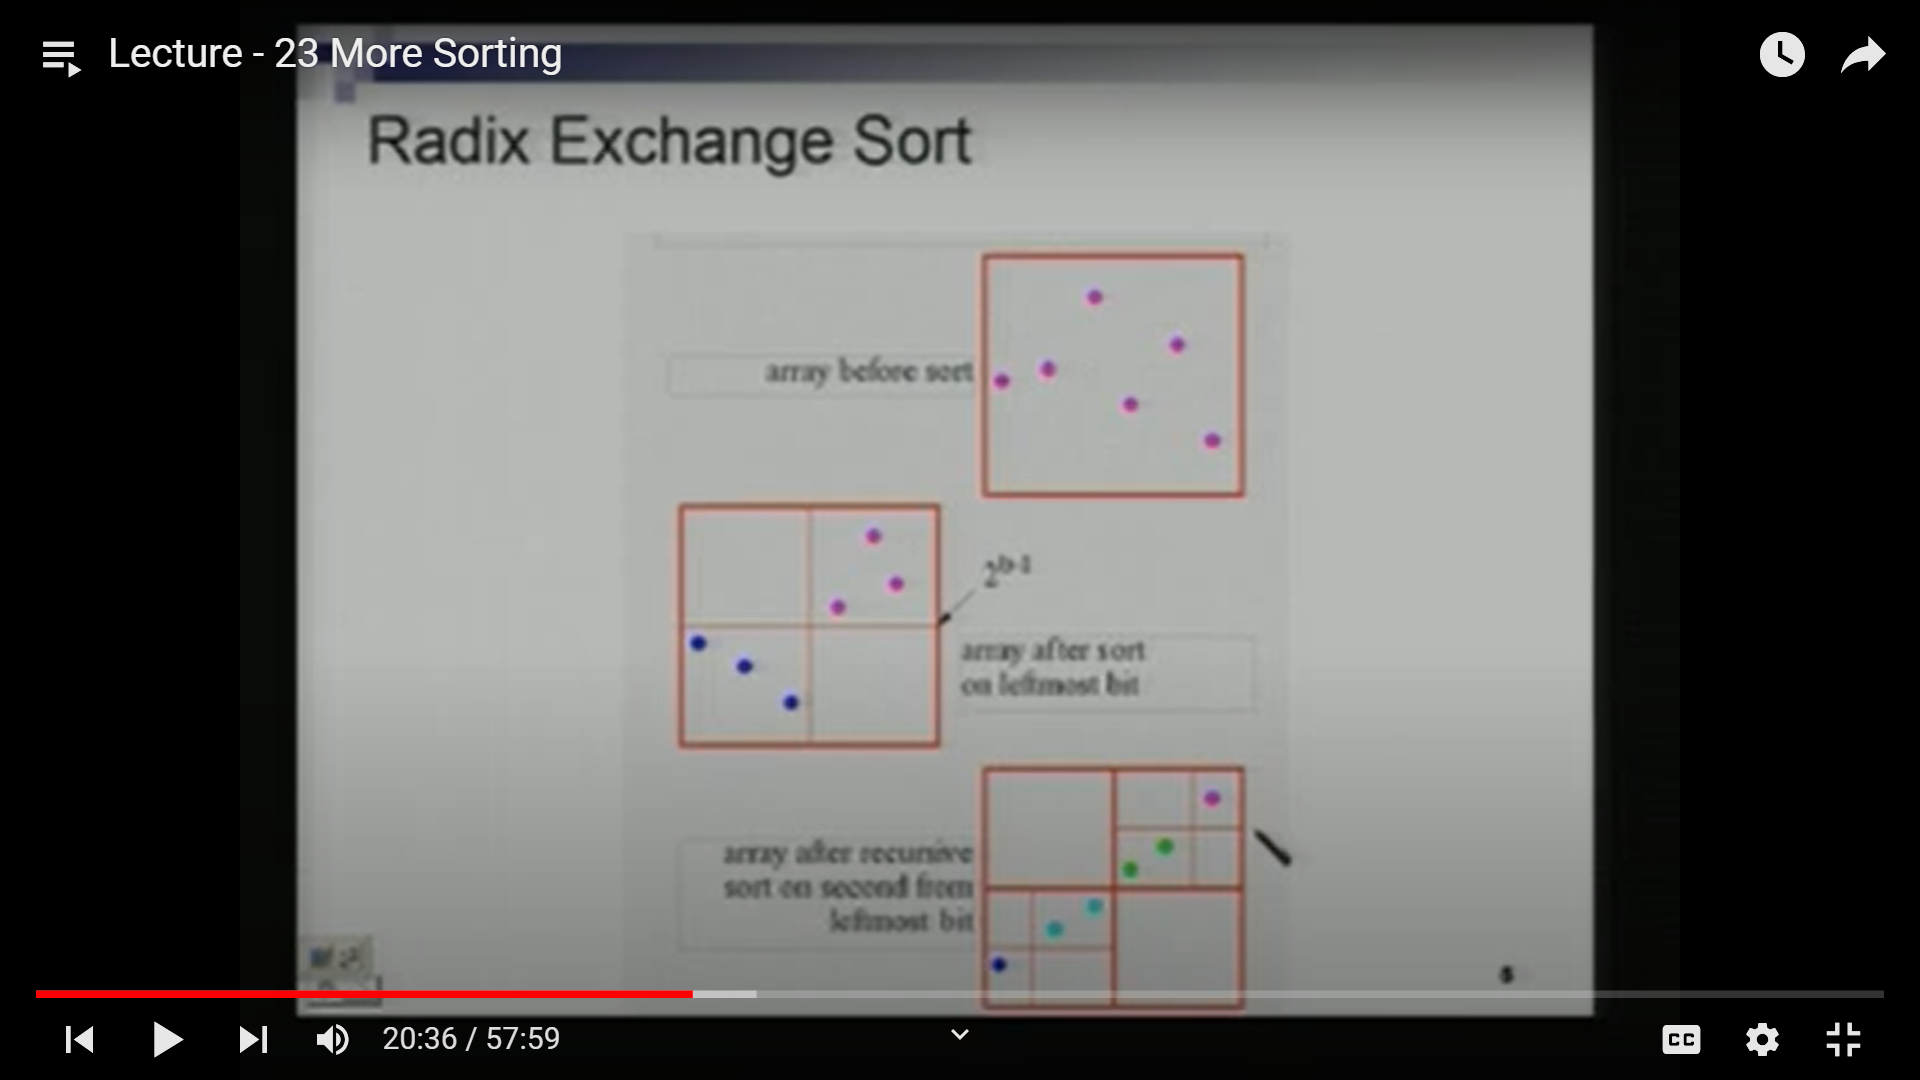 Lecture - 23 More Sorting
Radix Exchange Sort
array before sort
2^b-1
array after sort
on leftmost bit
array after recursive
sort on second from
leftmost bit
20:36 / 57:59
CC